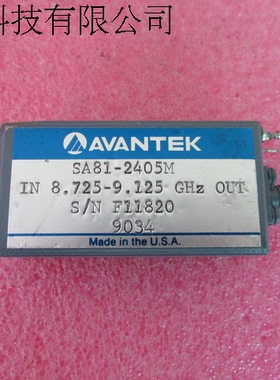 科技有限公司
AVANTEK
SA81-2405M
IN 8.725-9.125 GHz OUT
S/N F11820
9034
Made in the U.S.A.